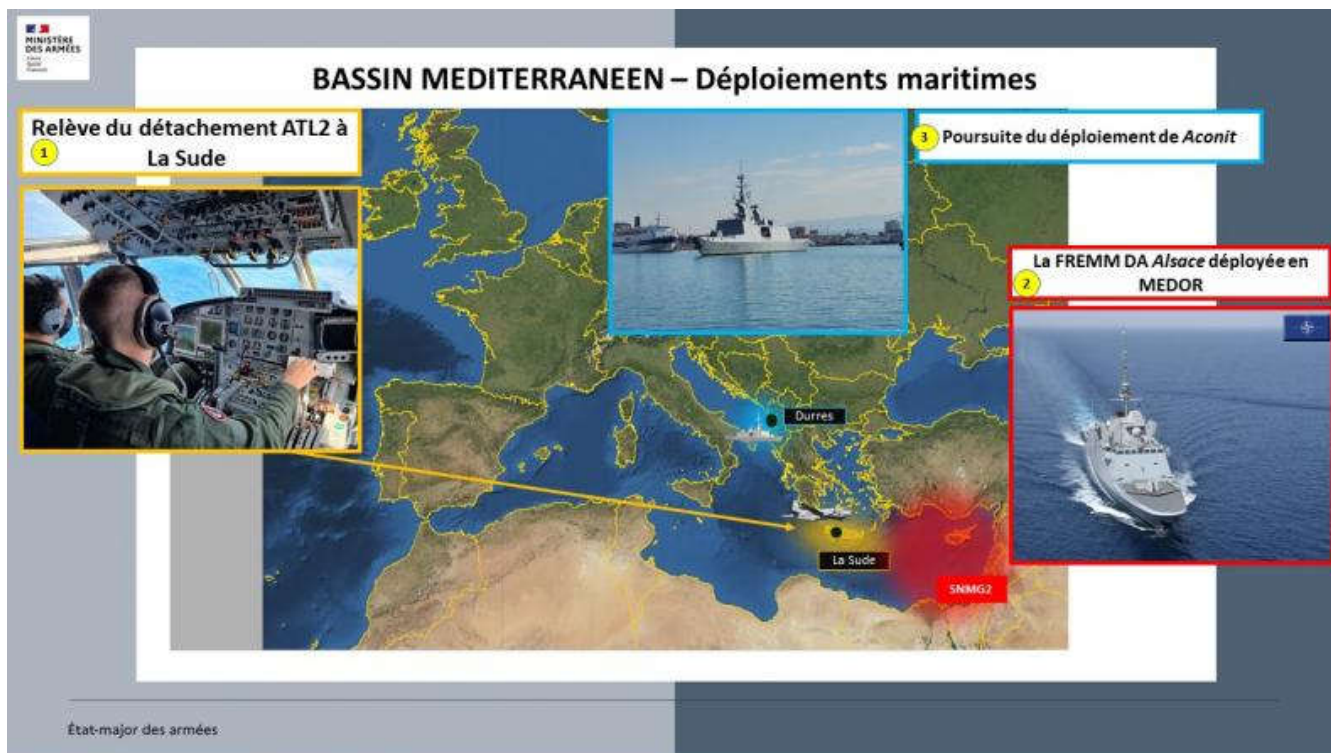 MINISTÈRE
DES ARMÉES
BASSIN MEDITERRANEEN – Déploiements maritimes
Relève du détachement ATL2 à
1
La Sude
3
Poursuite du déploiement de Aconit
La FREMM DA Alsace déployée en
2
MEDOR
Durres
La Sude
SNMG2
État-major des armées